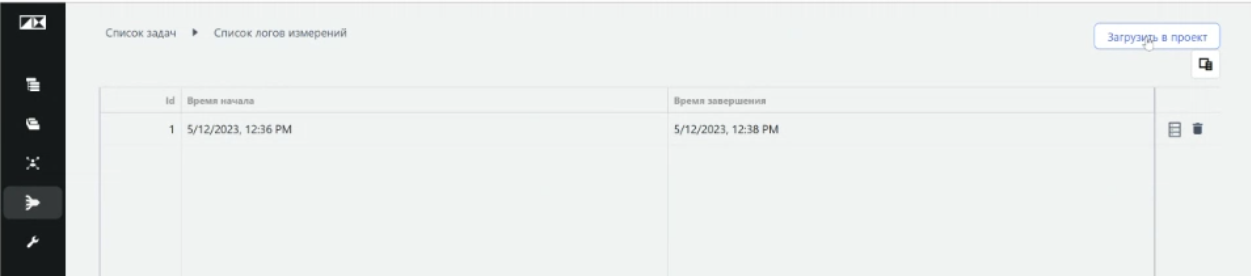 Список задач Список логов измерений
Загрузить в проект
Id Время начала Время завершения
1 5/12/2023, 12:36 PM 5/12/2023, 12:38 PM